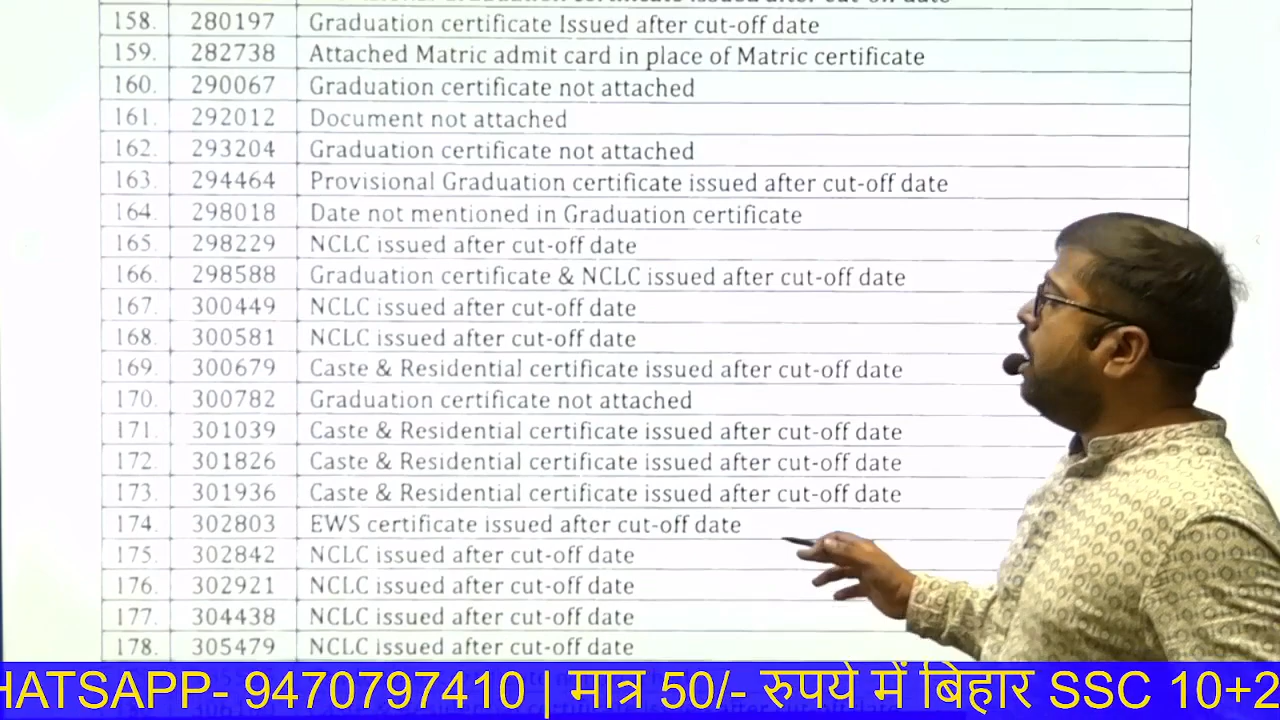 158. 280197 Graduation certificate Issued after cut-off date
159. 282738 Attached Matric admit card in place of Matric certificate
160. 290067 Graduation certificate not attached
161. 292012 Document not attached
162. 293204 Graduation certificate not attached
163. 294464 Provisional Graduation certificate issued after cut-off date
164. 298018 Date not mentioned in Graduation certificate
165. 298229 NCLC issued after cut-off date
166. 298588 Graduation certificate & NCLC issued after cut-off date
167. 300449 NCLC issued after cut-off date
168. 300581 NCLC issued after cut-off date
169. 300679 Caste & Residential certificate issued after cut-off date
170. 300782 Graduation certificate not attached
171. 301039 Caste & Residential certificate issued after cut-off date
172. 301826 Caste & Residential certificate issued after cut-off date
173. 301936 Caste & Residential certificate issued after cut-off date
174. 302803 EWS certificate issued after cut-off date
175. 302842 NCLC issued after cut-off date
176. 302921 NCLC issued after cut-off date
177. 304438 NCLC issued after cut-off date
178. 305479 NCLC issued after cut-off date
HATSAPP- 9470797410 | मात्र 50/- रुपये में बिहार SSC 10+2